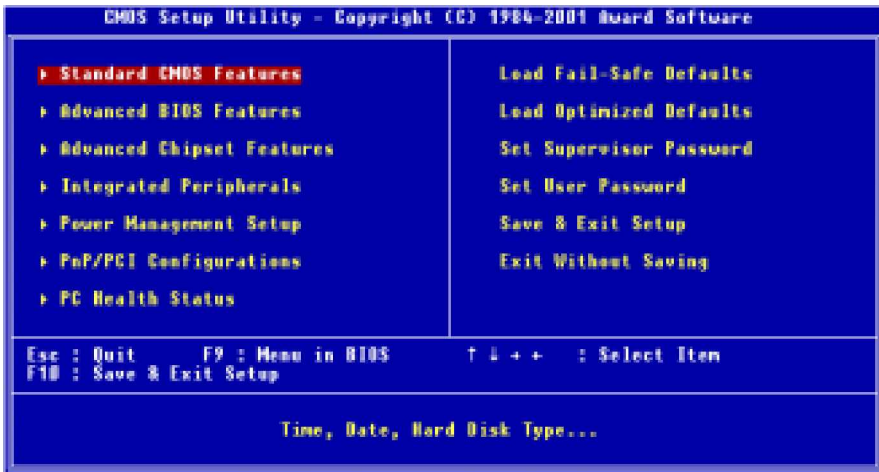 CMOS Setup Utility - Copyright (C) 1984-2001 Award Software
Standard CMOS Features
Advanced BIOS Features
Advanced Chipset Features
Integrated Peripherals
Power Management Setup
PnP/PCI Configurations
PC Health Status
Load Fail-Safe Defaults
Load Optimized Defaults
Set Supervisor Password
Set User Password
Save & Exit Setup
Exit Without Saving
Esc : Quit F9 : Menu in BIOS ↑ ↓ → ← : Select Item
F10 : Save & Exit Setup
Time, Date, Hard Disk Type...